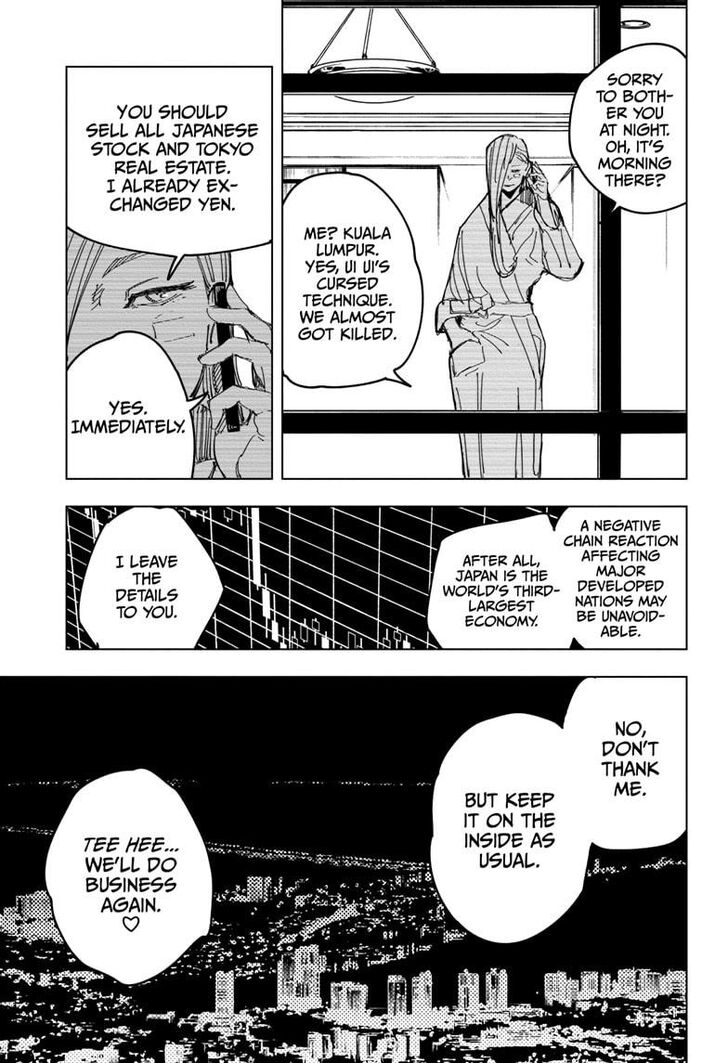 SORRY
TO BOTH-
ER YOU
AT NIGHT.
OH, IT'S
MORNING
THERE?
ME? KUALA
LUMPUR.
YES, UI UI'S
CURSED
TECHNIQUE.
WE ALMOST
GOT KILLED.
YOU SHOULD
SELL ALL JAPANESE
STOCK AND TOKYO
REAL ESTATE.
I ALREADY EX-
CHANGED YEN.
YES.
IMMEDIATELY.
A NEGATIVE
CHAIN REACTION
AFFECTING
MAJOR
DEVELOPED
NATIONS MAY
BE UNAVOID-
ABLE.
AFTER ALL,
JAPAN IS THE
WORLD'S THIRD-
LARGEST
ECONOMY.
I LEAVE
THE
DETAILS
TO YOU.
NO,
DON'T
THANK
ME.
BUT KEEP
IT ON THE
INSIDE AS
USUAL.
TEE HEE...
WE'LL DO
BUSINESS
AGAIN.
♡